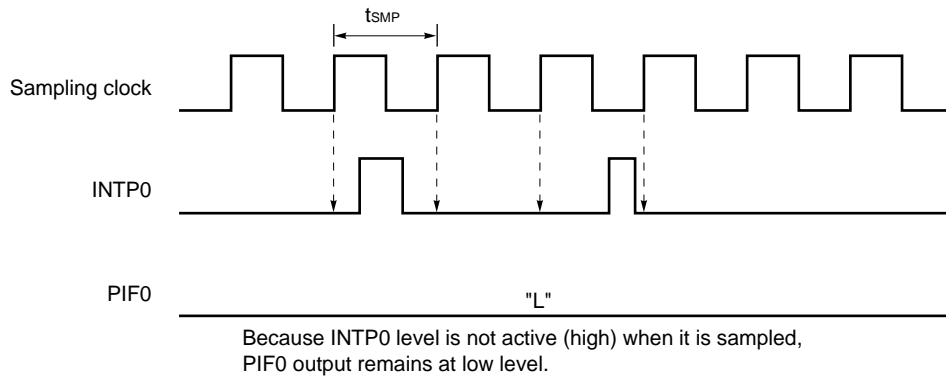 tSMP
Sampling clock
INTP0
PIF0
"L"
Because INTP0 level is not active (high) when it is sampled,
PIF0 output remains at low level.